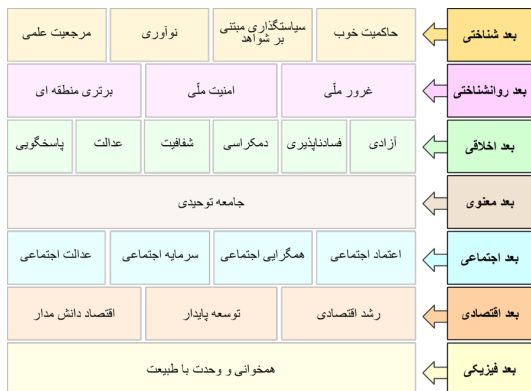 بعد شناختی
حاکمیت خوب
سیاستگذاری مبتنی
بر شواهد
نوآوری
مرجعیت علمی
بعد روانشناختی
غرور ملّی
امنیت ملّی
برتری منطقه ای
بعد اخلاقی
آزادی
فسادناپذیری
دمکراسی
شفافیت
عدالت
پاسخگویی
بعد معنوی
جامعه توحیدی
بعد اجتماعی
اعتماد اجتماعی
همگرایی اجتماعی
سرمایه اجتماعی
عدالت اجتماعی
بعد اقتصادی
رشد اقتصادی
توسعه پایدار
اقتصاد دانش مدار
بعد فیزیکی
همخوانی و وحدت با طبیعت